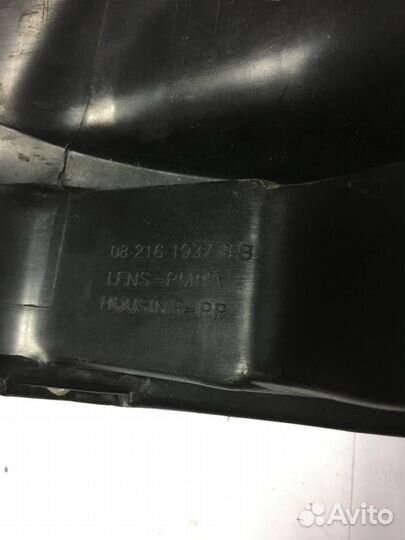 08-216-1937
LENS=PMMA
HOUSING=PP
Avito